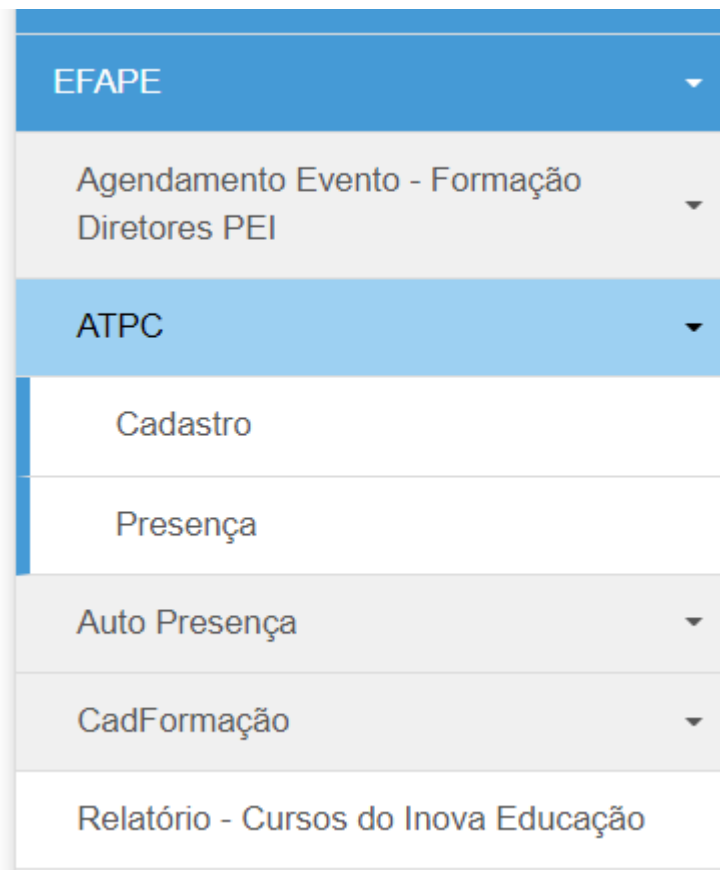 EFAPE
Agendamento Evento - Formação
Diretores PEI
ATPC
Cadastro
Presença
Auto Presença
CadFormação
Relatório - Cursos do Inova Educação